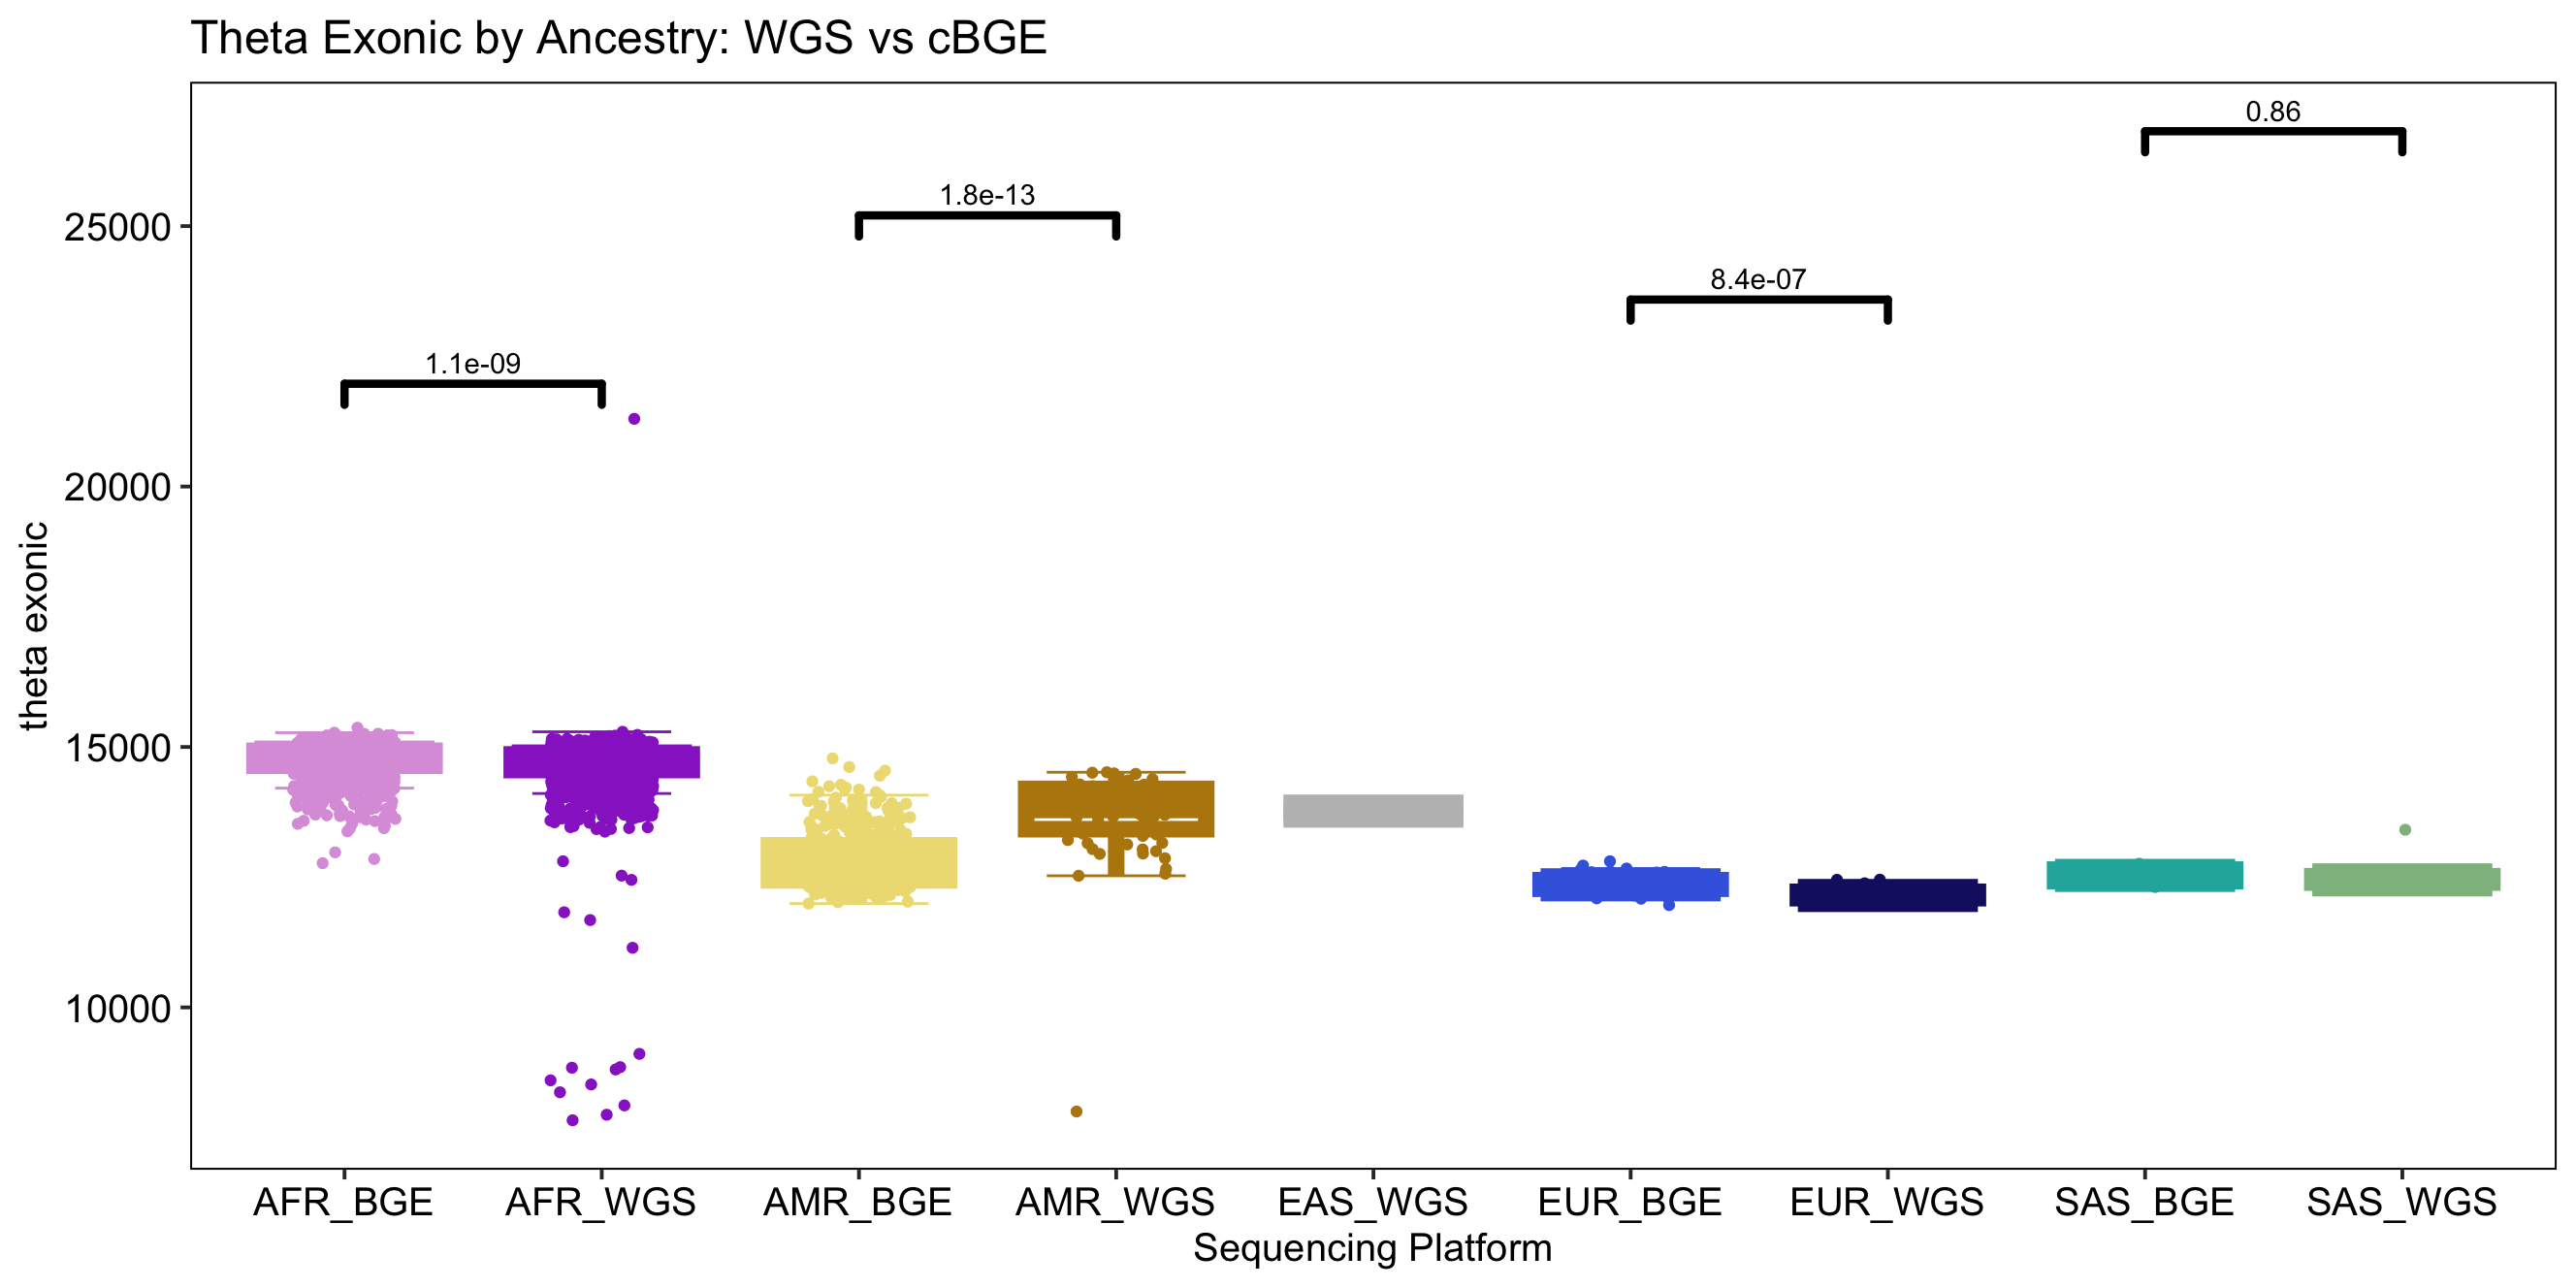 Theta Exonic by Ancestry: WGS vs cBGE
0.86
1.8e-13
8.4e-07
1.1e-09
25000
20000
15000
10000
theta exonic
AFR_BGE AFR_WGS AMR_BGE AMR_WGS EAS_WGS EUR_BGE EUR_WGS SAS_BGE SAS_WGS
Sequencing Platform